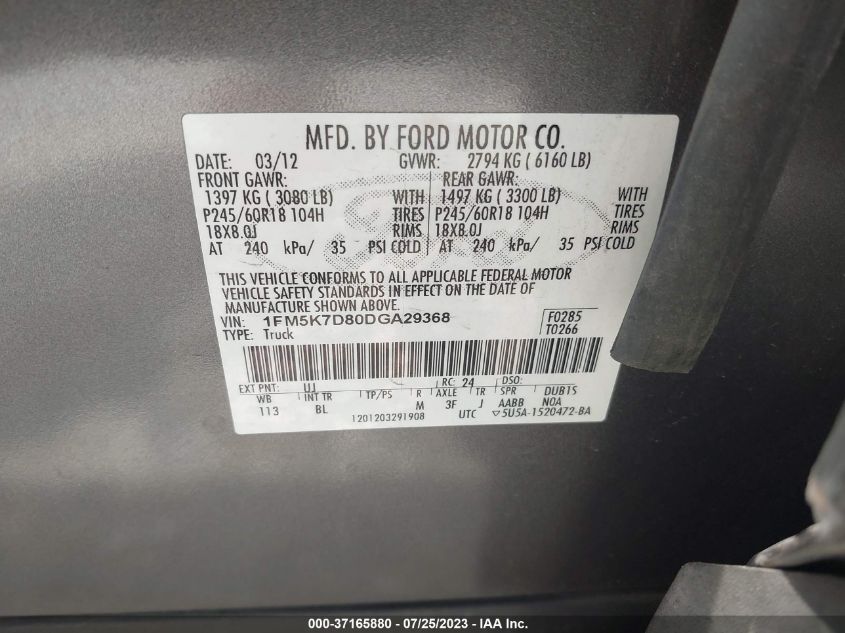 MFD. BY FORD MOTOR CO.
DATE: 03/12 GVWR: 2794 KG ( 6160 LB)
FRONT GAWR: REAR GAWR:
1397 KG ( 3080 LB) WITH 1497 KG ( 3300 LB) WITH
P245/60R18 104H TIRES P245/60R18 104H TIRES
18X8.0J RIMS 18X8.0J RIMS
AT 240 kPa/ 35 PSI COLD AT 240 kPa/ 35 PSI COLD
THIS VEHICLE CONFORMS TO ALL APPLICABLE FEDERAL MOTOR
VEHICLE SAFETY STANDARDS IN EFFECT ON THE DATE OF
MANUFACTURE SHOWN ABOVE.
VIN: 1FM5K7D80DGA29368 F0285
TYPE: Truck T0266
EXT PNT: UJ RC: 24 DSO:
WB INT TR TP/PS R AXLE TR SPR DUB1S
113 BL M 3F J AABB NOA
1201203291908 UTC ▽5U5A-1520472-BA
000-37165880 / 07/25/2023 - IAA Inc.